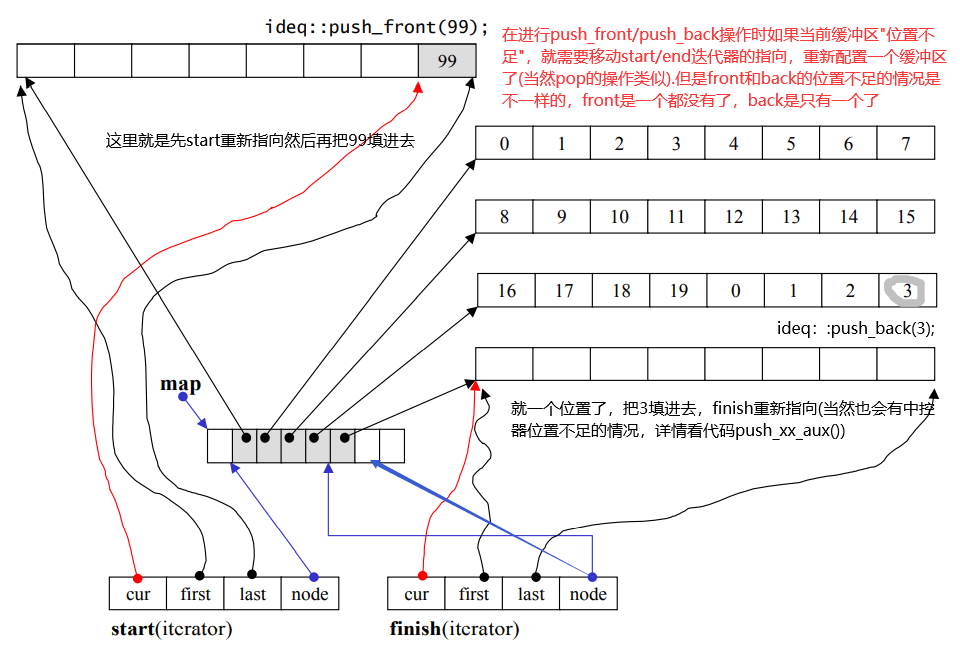 ideq::push_front(99);
在进行push_front/push_back操作时如果当前缓冲区"位置不
足"，就需要移动start/end迭代器的指向，重新配置一个缓冲区
了(当然pop的操作类似).但是front和back的位置不足的情况是
不一样的，front是一个都没有了，back是只有一个了
99
这里就是先start重新指向然后再把99填进去
0 1 2 3 4 5 6 7
8 9 10 11 12 13 14 15
16 17 18 19 0 1 2 3
ideq: :push_back(3);
map
就一个位置了，把3填进去，finish重新指向(当然也会有中控
器位置不足的情况，详情看代码push_xx_aux())
cur first last node
start(itcrator)
cur first last node
finish(itcrator)